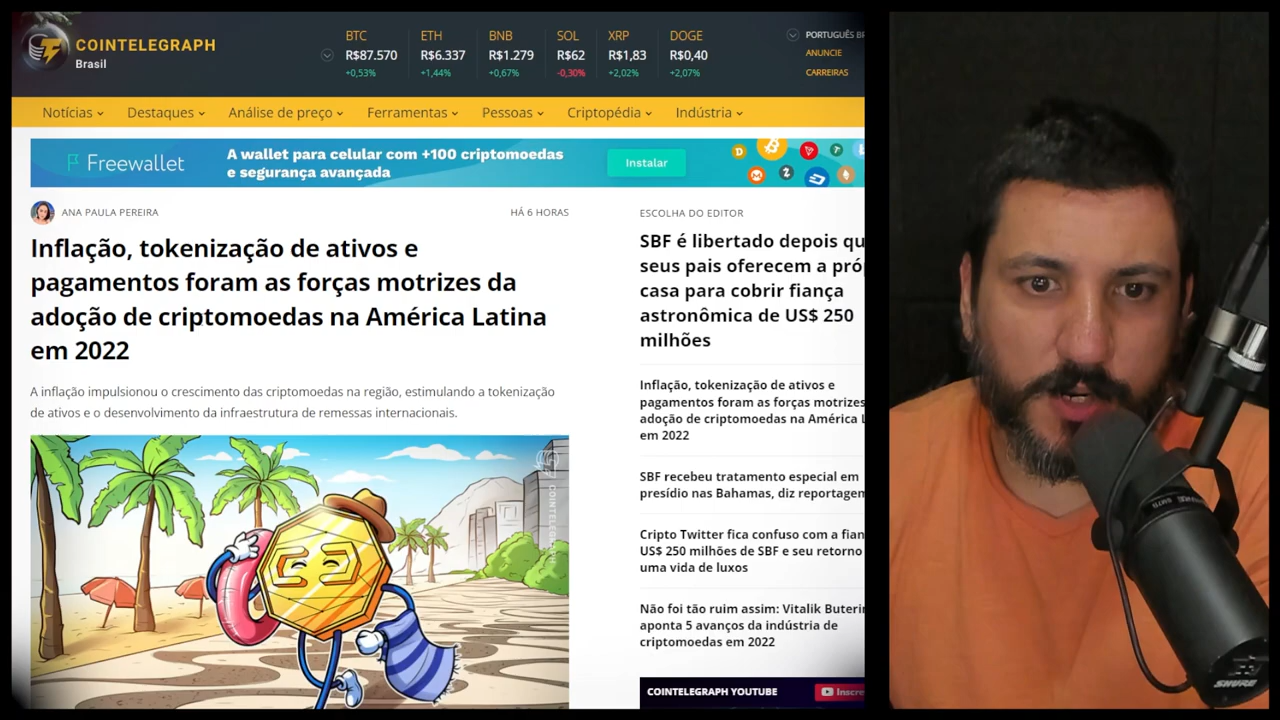 COINTELEGRAPH
Brasil
BTC
R$87.570
+0,53%
ETH
R$6.337
+1,44%
BNB
R$1.279
+0,67%
SOL
R$62
-0,30%
XRP
R$1,83
+2,02%
DOGE
R$0,40
+2,07%
PORTUGUÊS BR
ANUNCIE
CARREIRAS
Notícias
Destaques
Análise de preço
Ferramentas
Pessoas
Criptopédia
Indústria
Freewallet
A wallet para celular com +100 criptomoedas
e segurança avançada
Instalar
ANA PAULA PEREIRA
HÁ 6 HORAS
Inflação, tokenização de ativos e
pagamentos foram as forças motrizes da
adoção de criptomoedas na América Latina
em 2022
A inflação impulsionou o crescimento das criptomoedas na região, estimulando a tokenização
de ativos e o desenvolvimento da infraestrutura de remessas internacionais.
COINTELEGRAPH
ESCOLHA DO EDITOR
SBF é libertado depois qu
seus pais oferecem a pró
casa para cobrir fiança
astronômica de US$ 250
milhões
Inflação, tokenização de ativos e
pagamentos foram as forças motrizes
adoção de criptomoedas na América L
em 2022
SBF recebeu tratamento especial em
presídio nas Bahamas, diz reportagem
Cripto Twitter fica confuso com a fian
US$ 250 milhões de SBF e seu retorno
uma vida de luxos
Não foi tão ruim assim: Vitalik Buterin
aponta 5 avanços da indústria de
criptomoedas em 2022
COINTELEGRAPH YOUTUBE
Inscre
SHURE